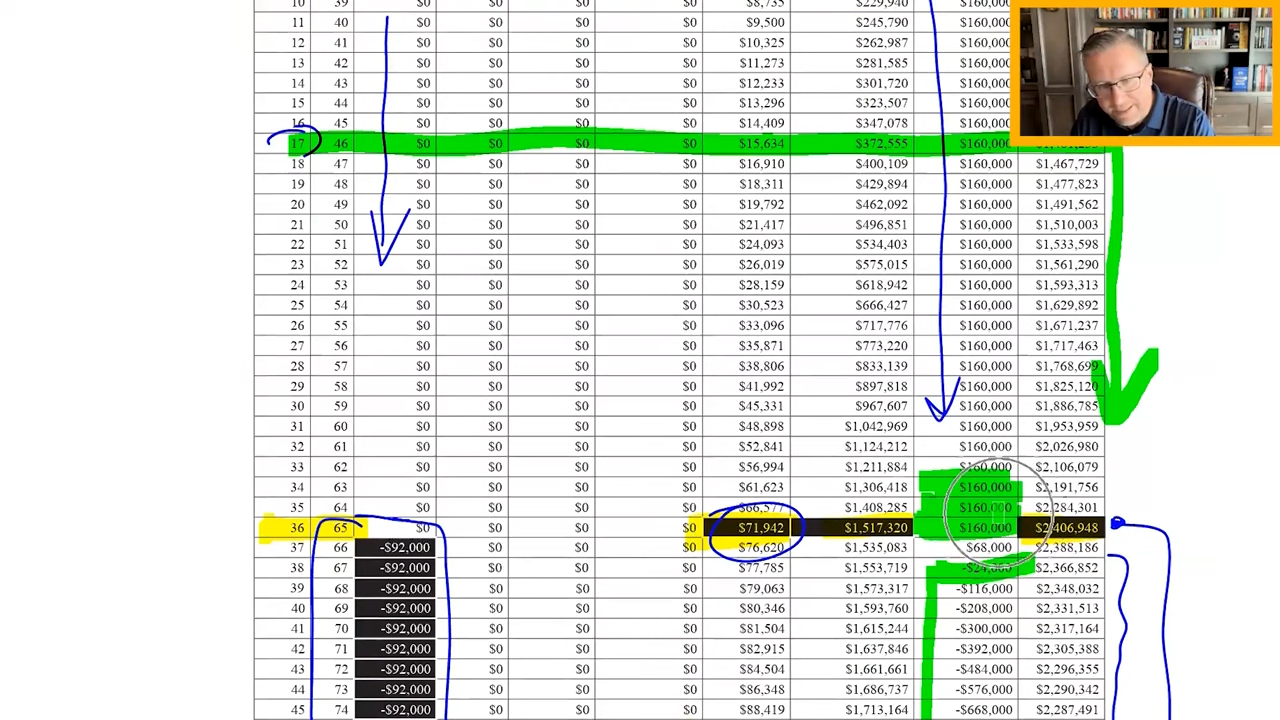 10 39 $0 $0 $0 $0 $8,735 $229,940 $160,000
11 40 $0 $0 $0 $0 $9,500 $245,790 $160,000
12 41 $0 $0 $0 $0 $10,325 $262,987 $160,000
13 42 $0 $0 $0 $0 $11,273 $281,585 $160,000
14 43 $0 $0 $0 $0 $12,233 $301,720 $160,000
15 44 $0 $0 $0 $0 $13,296 $323,507 $160,000
16 45 $0 $0 $0 $0 $14,409 $347,078 $160,000
17 46 $0 $0 $0 $0 $15,634 $372,555 $160,000
18 47 $0 $0 $0 $0 $16,910 $400,109 $160,000 $1,467,729
19 48 $0 $0 $0 $0 $18,311 $429,894 $160,000 $1,477,823
20 49 $0 $0 $0 $0 $19,792 $462,092 $160,000 $1,491,562
21 50 $0 $0 $0 $0 $21,417 $496,851 $160,000 $1,510,003
22 51 $0 $0 $0 $0 $24,093 $534,403 $160,000 $1,533,598
23 52 $0 $0 $0 $0 $26,019 $575,015 $160,000 $1,561,290
24 53 $0 $0 $0 $0 $28,159 $618,942 $160,000 $1,593,313
25 54 $0 $0 $0 $0 $30,523 $666,427 $160,000 $1,629,892
26 55 $0 $0 $0 $0 $33,096 $717,776 $160,000 $1,671,237
27 56 $0 $0 $0 $0 $35,871 $773,220 $160,000 $1,717,463
28 57 $0 $0 $0 $0 $38,806 $833,139 $160,000 $1,768,699
29 58 $0 $0 $0 $0 $41,992 $897,818 $160,000 $1,825,120
30 59 $0 $0 $0 $0 $45,331 $967,607 $160,000 $1,886,785
31 60 $0 $0 $0 $0 $48,898 $1,042,969 $160,000 $1,953,959
32 61 $0 $0 $0 $0 $52,841 $1,124,212 $160,000 $2,026,980
33 62 $0 $0 $0 $0 $56,994 $1,211,884 $160,000 $2,106,079
34 63 $0 $0 $0 $0 $61,623 $1,306,418 $160,000 $2,191,756
35 64 $0 $0 $0 $0 $66,577 $1,408,285 $160,000 $2,284,301
36 65 $0 $0 $0 $0 $71,942 $1,517,320 $160,000 $2,406,948
37 66 -$92,000 $0 $0 $0 $76,620 $1,535,083 $68,000 $2,388,186
38 67 -$92,000 $0 $0 $0 $77,785 $1,553,719 -$24,000 $2,366,852
39 68 -$92,000 $0 $0 $0 $79,063 $1,573,317 -$116,000 $2,348,032
40 69 -$92,000 $0 $0 $0 $80,346 $1,593,760 -$208,000 $2,331,513
41 70 -$92,000 $0 $0 $0 $81,504 $1,615,244 -$300,000 $2,317,164
42 71 -$92,000 $0 $0 $0 $82,915 $1,637,846 -$392,000 $2,305,388
43 72 -$92,000 $0 $0 $0 $84,504 $1,661,661 -$484,000 $2,296,355
44 73 -$92,000 $0 $0 $0 $86,348 $1,686,737 -$576,000 $2,290,342
45 74 -$92,000 $0 $0 $0 $88,419 $1,713,164 -$668,000 $2,287,491